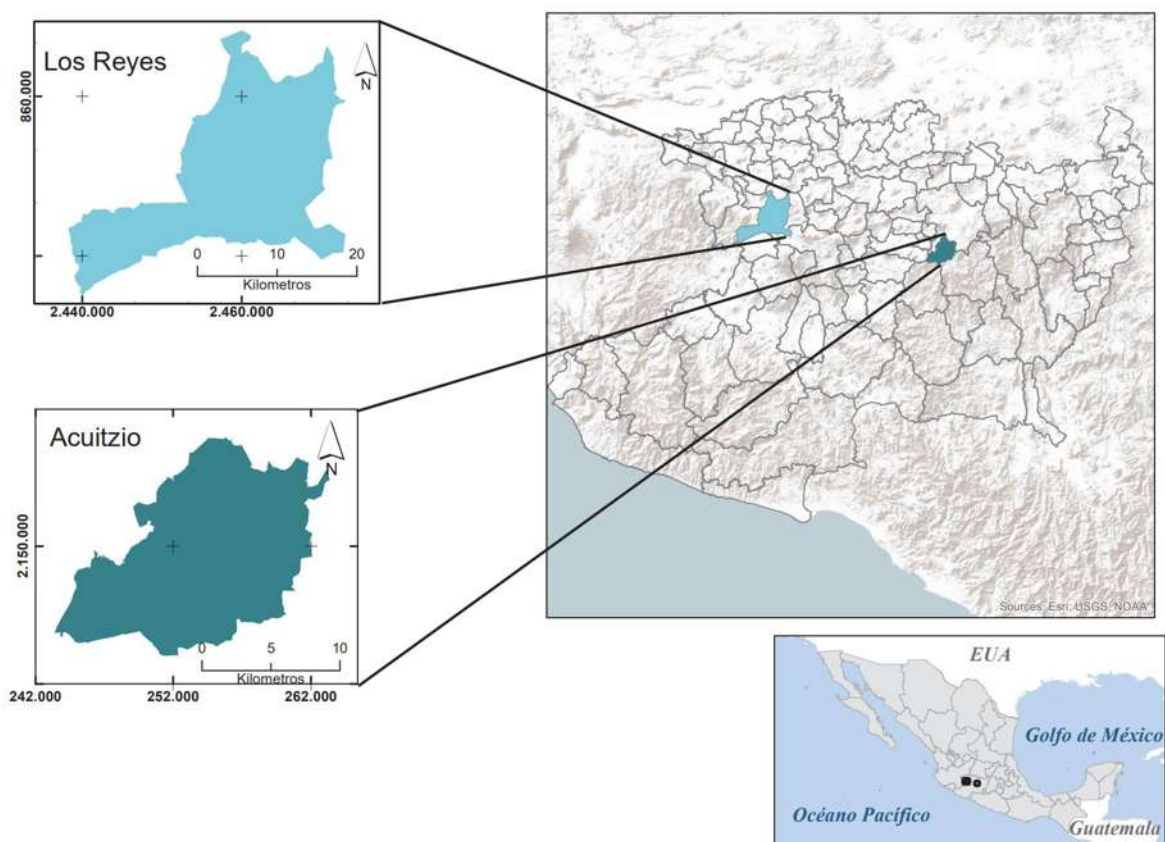 Los Reyes
N
860.000
0 10 20
Kilometros
2.440.000 2.460.000
Acuitzio
N
2.150.000
0 5 10
Kilometros
242.000 252.000 262.000
Sources: Esri, USGS, NOAA
EUA
Golfo de México
Océano Pacífico
Guatemala